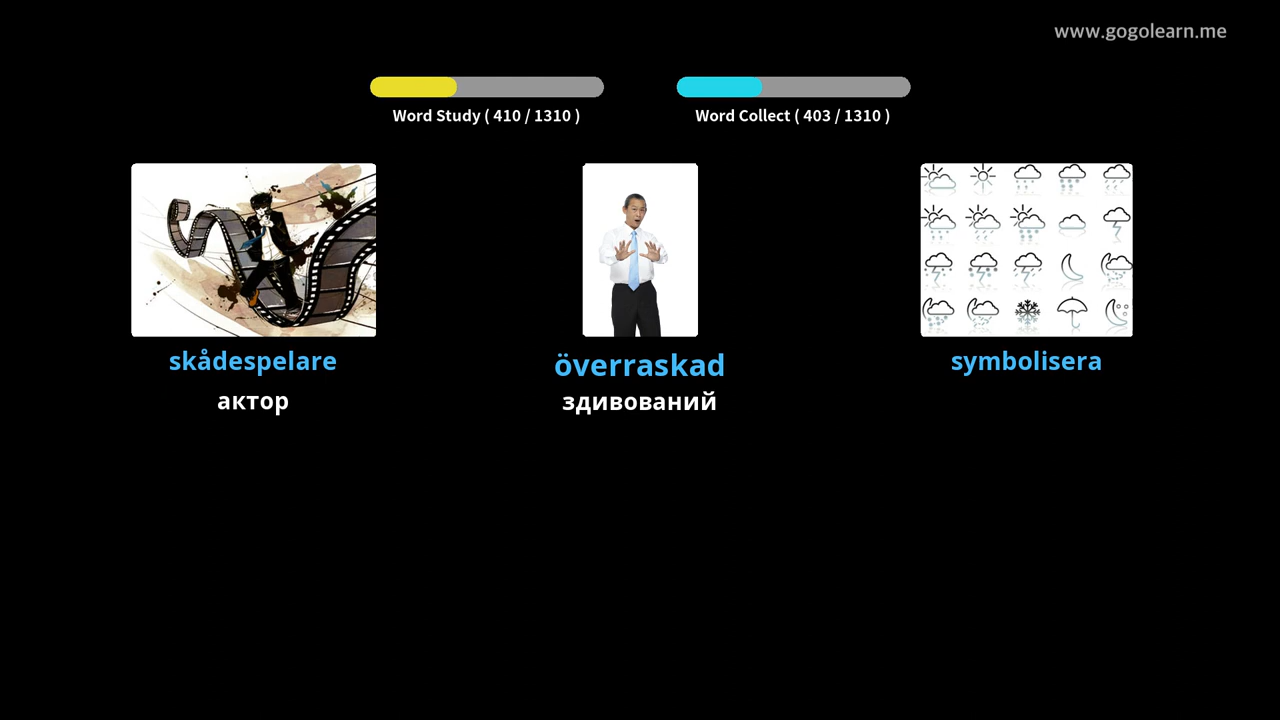 www.gogolearn.me
Word Study ( 410 / 1310 )
Word Collect ( 403 / 1310 )
skådespelare
актор
överraskad
здивований
symbolisera